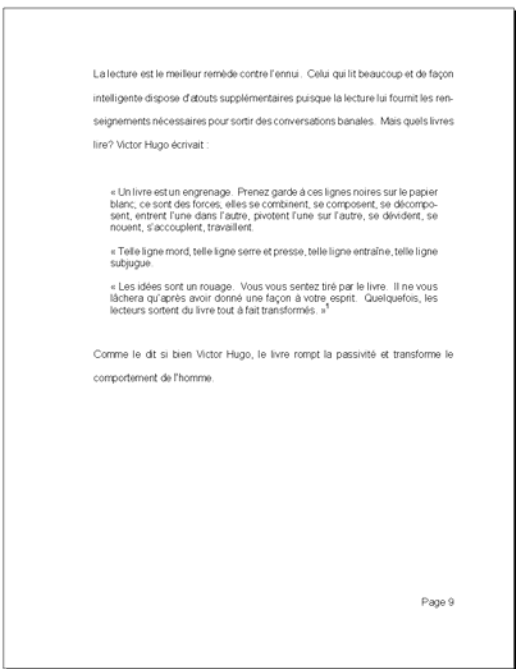 La lecture est le meilleur remède contre l'ennui. Celui qui lit beaucoup et de façon
intelligente dispose d'atouts supplémentaires puisque la lecture lui fournit les ren-
seignements nécessaires pour sortir des conversations banales. Mais quels livres
lire? Victor Hugo écrivait :
« Un livre est un engrenage. Prenez garde à ces lignes noires sur le papier
blanc, ce sont des forces, elles se combinent, se composent, se décompo-
sent, entrent l'une dans l'autre, pivotent l'une sur l'autre, se dévident, se
nouent, s'accouplent, travaillent.
« Telle ligne mord, telle ligne serre et presse, telle ligne entraîne, telle ligne
subjugue.
« Les idées sont un rouage. Vous vous sentez tiré par le livre. Il ne vous
lâchera qu'après avoir donné une façon à votre esprit. Quelquefois, les
lecteurs sortent du livre tout à fait transformés. »¹
Comme le dit si bien Victor Hugo, le livre rompt la passivité et transforme le
comportement de l'homme.
Page 9